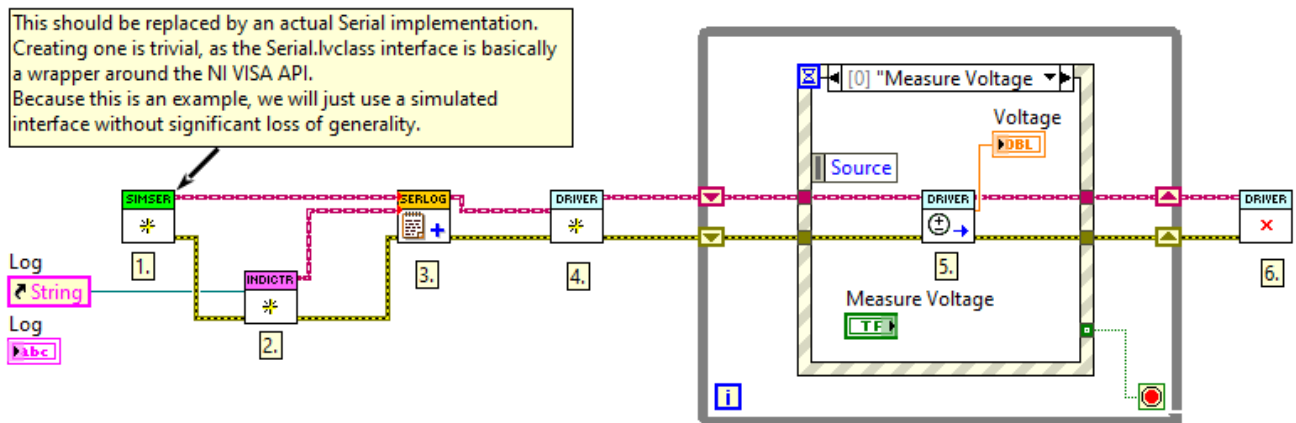 This should be replaced by an actual Serial implementation.
Creating one is trivial, as the Serial.lvclass interface is basically
a wrapper around the NI VISA API.
Because this is an example, we will just use a simulated
interface without significant loss of generality.
[0] "Measure Voltage
Voltage
DBL
Source
SIMSER
SERLOG
DRIVER
DRIVER
DRIVER
1.
3.
4.
5.
6.
Log
String
INDICTR
Log
abc
2.
Measure Voltage
TF
i